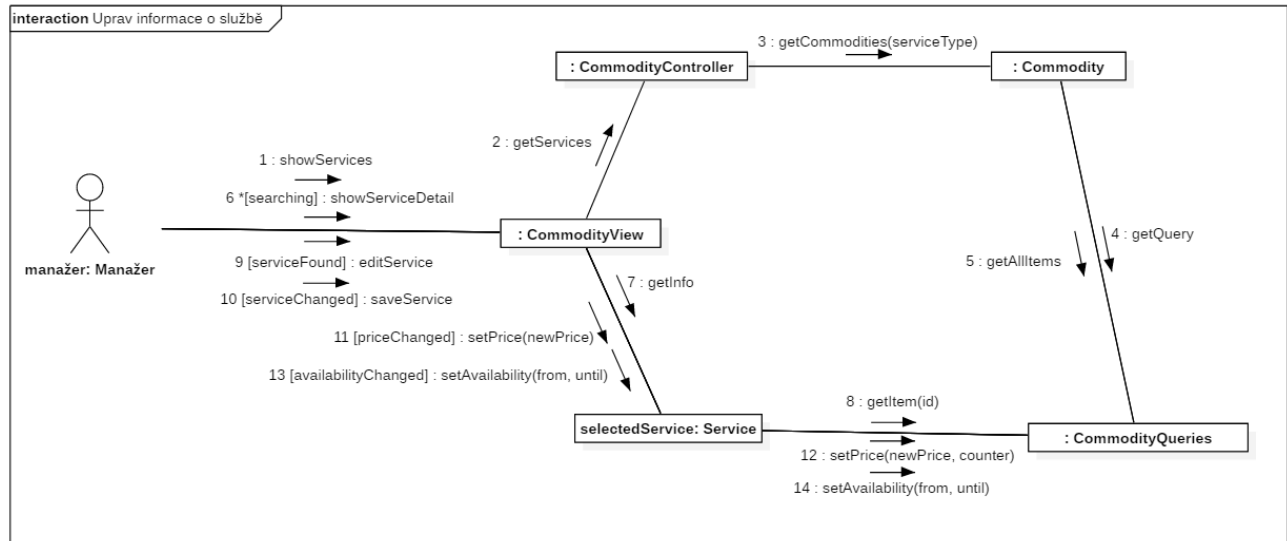 interaction Uprav informace o službě
3 : getCommodities(serviceType)
: CommodityController
: Commodity
2 : getServices
1 : showServices
6 *[searching] : showServiceDetail
: CommodityView
4 : getQuery
5 : getAllItems
manažer: Manažer
9 [serviceFound] : editService
7 : getInfo
10 [serviceChanged] : saveService
11 [priceChanged] : setPrice(newPrice)
13 [availabilityChanged] : setAvailability(from, until)
8 : getItem(id)
selectedService: Service
: CommodityQueries
12 : setPrice(newPrice, counter)
14 : setAvailability(from, until)